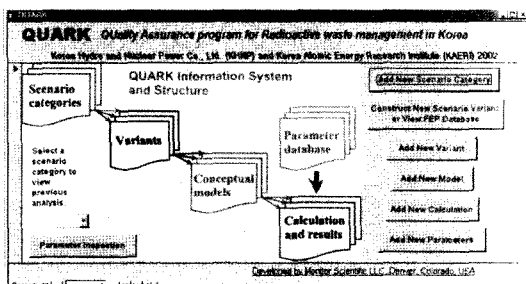 QUARK
QUARK QUality Assurance program for Radioactive waste management in Korea
Korea Hydro and Nuclear Power Co., Ltd. (KHNP) and Korea Atomic Energy Research Institute (KAERI) 2002
QUARK Information System
and Structure
Scenario
categories
Variants
Conceptual
models
Parameter
database
Calculation
and results
Select a
scenario
category to
view
previous
analysis.
Parameter Inspection
Add New Scenario Category
Construct New Scenario Variant
or View FEP Database
Add New Variant
Add New Model
Add New Calculation
Add New Parameters
Developed by Monitor Scientific LLC, Denver, Colorado, USA